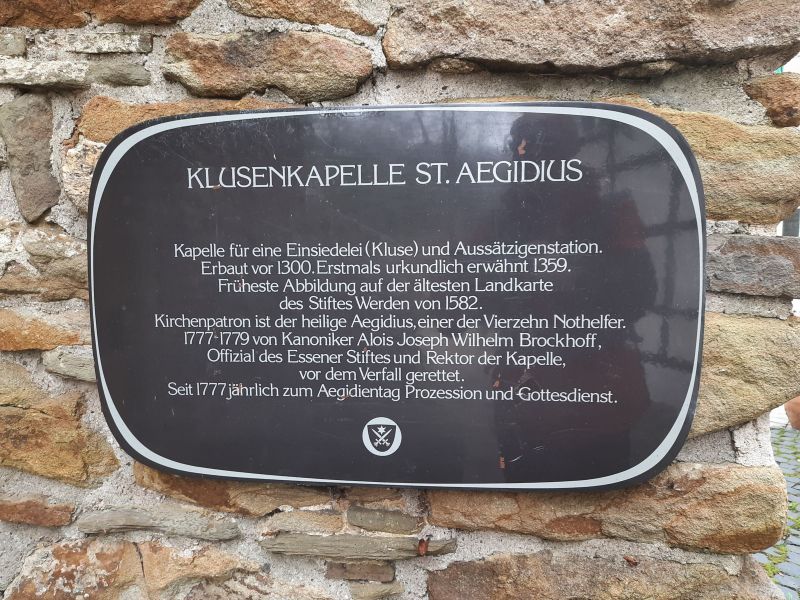 KLUSENKAPELLE ST. AEGIDIUS
Kapelle für eine Einsiedelei (Kluse) und Aussätzigenstation.
Erbaut vor 1300. Erstmals urkundlich erwähnt 1359.
Früheste Abbildung auf der ältesten Landkarte
des Stiftes Werden von 1582.
Kirchenpatron ist der heilige Aegidius, einer der Vierzehn Nothelfer.
1777-1779 von Kanoniker Alois Joseph Wilhelm Brockhoff,
Offizial des Essener Stiftes und Rektor der Kapelle,
vor dem Verfall gerettet.
Seit 1777 jährlich zum Aegidientag Prozession und Gottesdienst.